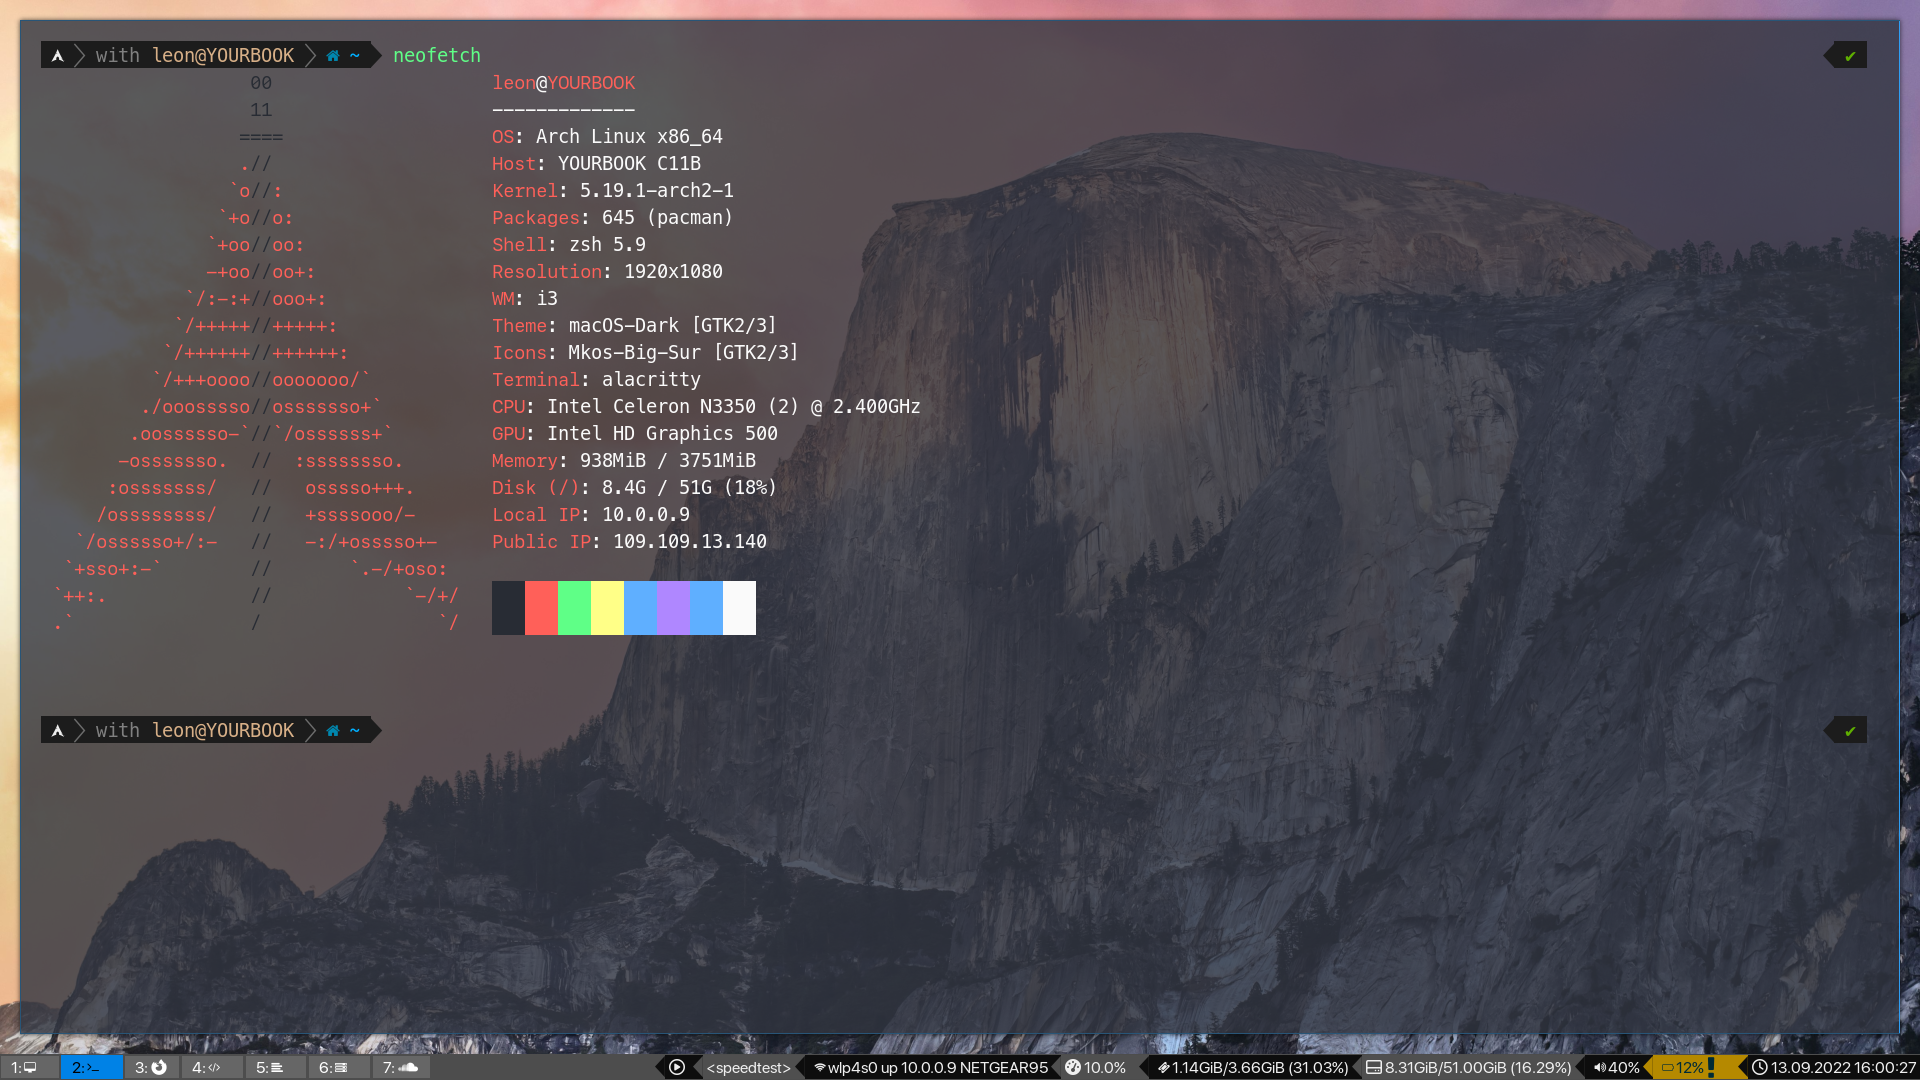 with leon@YOURBOOK ~ neofetch ✔
00 leon@YOURBOOK
11 -------------
==== OS: Arch Linux x86_64
.// Host: YOURBOOK C11B
`o//: Kernel: 5.19.1-arch2-1
`+o//o: Packages: 645 (pacman)
`+oo//oo: Shell: zsh 5.9
-+oo//oo+: Resolution: 1920x1080
`/:-:+//ooo+: WM: i3
`/+++++//+++++: Theme: macOS-Dark [GTK2/3]
`/++++++//++++++: Icons: Mkos-Big-Sur [GTK2/3]
`/+++oooo//ooooooo/` Terminal: alacritty
./ooosssso//osssssso+` CPU: Intel Celeron N3350 (2) @ 2.400GHz
.oossssso-`//`/ossssss+` GPU: Intel HD Graphics 500
-osssssso. // :ssssssso. Memory: 938MiB / 3751MiB
:osssssss/ // osssso+++. Disk (/): 8.4G / 51G (18%)
/ossssssss/ // +ssssooo/- Local IP: 10.0.0.9
`/ossssso+/:- // -:/+osssso+- Public IP: 109.109.13.140
`+sso+:-` // `.-/+oso:
`++:. // `-/+/
.` / `/
with leon@YOURBOOK ~ ✔
1: 2:>_ 3: 4:</> 5: 6: 7: <speedtest> wlp4s0 up 10.0.0.9 NETGEAR95 10.0% 1.14GiB/3.66GiB (31.03%) 8.31GiB/51.00GiB (16.29%) 40% 12% ! 13.09.2022 16:00:27